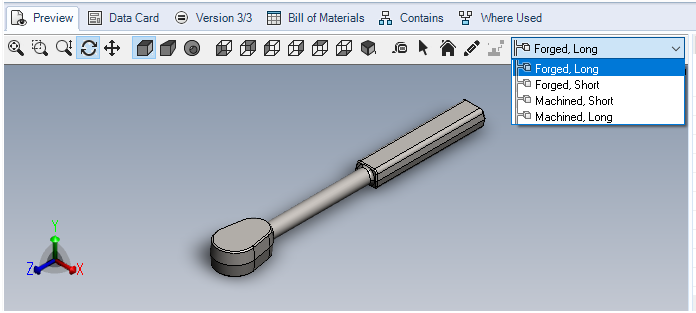 Preview Data Card Version 3/3 Bill of Materials Contains Where Used
Forged, Long
Forged, Long
Forged, Short
Machined, Short
Machined, Long
Y
Z X